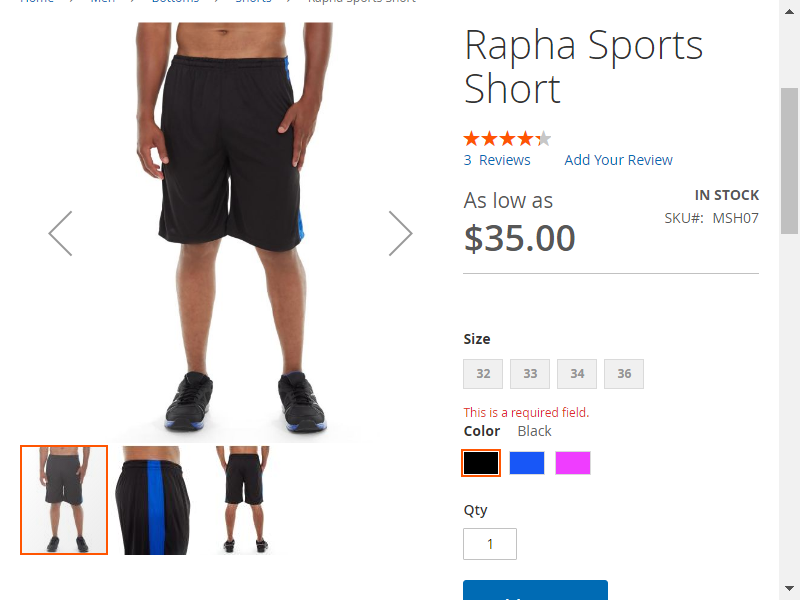 Home > Men > Bottoms > Shorts > Rapha Sports Short
Rapha Sports
Short
3 Reviews Add Your Review
As low as
$35.00
IN STOCK
SKU#: MSH07
Size
32 33 34 36
This is a required field.
Color Black
Qty
1